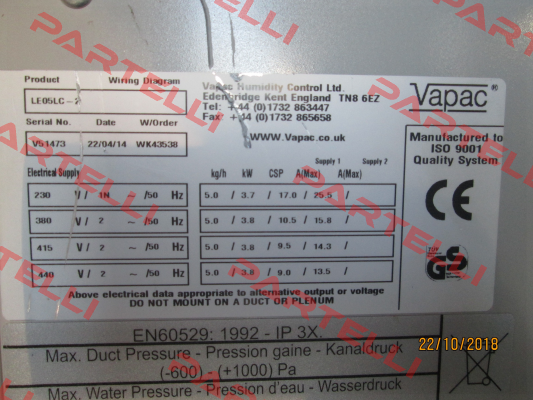 Product Wiring Diagram
LE05LC-2
Serial No. Date W/Order
V51473 22/04/14 WK43538
Vapac Humidity Control Ltd.
Edenbridge Kent England TN8 6EZ
Tel: +44 (0)1732 863447
Fax: +44 (0)1732 865658
www.Vapac.co.uk
Vapac®
Manufactured to
ISO 9001
Quality System
CE
GS
Electrical Supply
Supply 1 Supply 2
kg/h kW CSP A(Max) A(Max)
230 V/ 1N /50 Hz 5.0 / 3.7 / 17.0 / 25.5 /
380 V/ 2 ~ /50 Hz 5.0 / 3.8 / 10.5 / 15.8 /
415 V/ 2 ~ /50 Hz 5.0 / 3.8 / 9.5 / 14.3 /
440 V/ 2 ~ /50 Hz 5.0 / 3.8 / 9.0 / 13.5 /
Above electrical data appropriate to alternative output or voltage
DO NOT MOUNT ON A DUCT OR PLENUM
EN60529: 1992 - IP 3X.
Max. Duct Pressure - Pression gaine - Kanaldruck
(-600) - (+1000) Pa
Max. Water Pressure - Pression d'eau - Wasserdruck
22/10/2018
PARTELLI